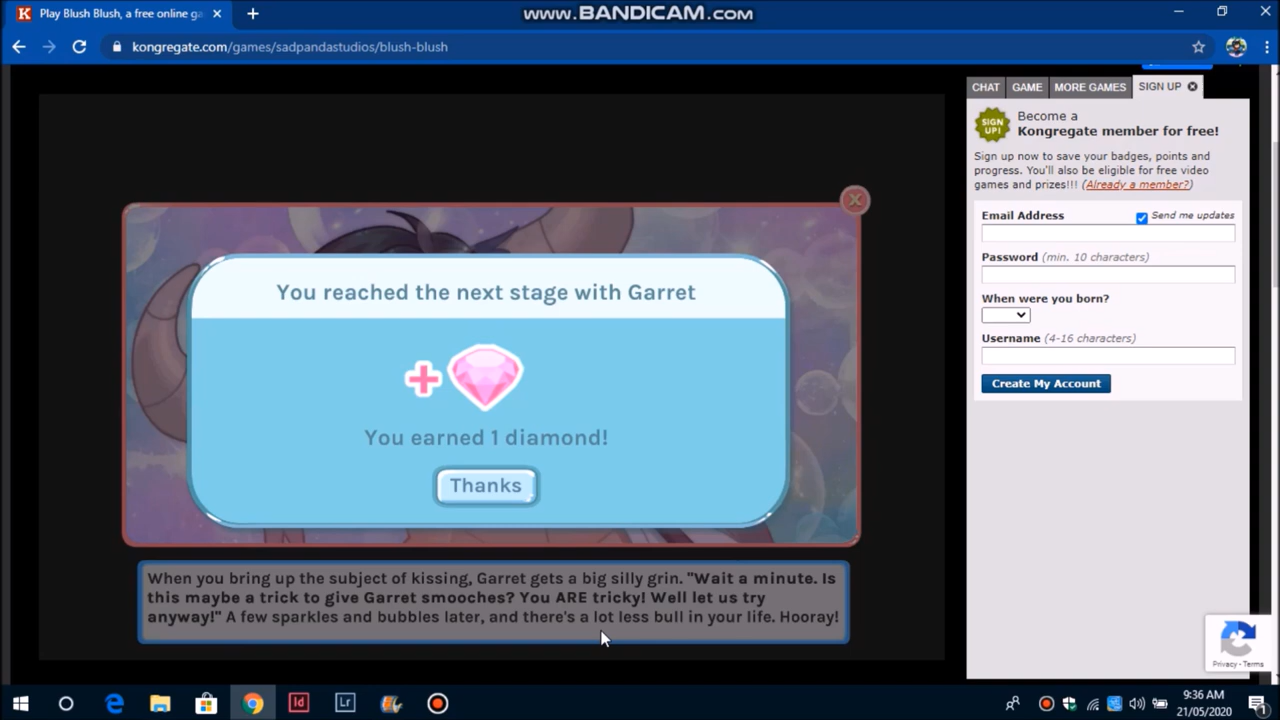 Play Blush Blush, a free online ga
www.BANDICAM.com
kongregate.com/games/sadpandastudios/blush-blush
CHAT GAME MORE GAMES SIGN UP
SIGN UP!
Become a
Kongregate member for free!
Sign up now to save your badges, points and
progress. You'll also be eligible for free video
games and prizes!!! (Already a member?)
Email Address Send me updates
Password (min. 10 characters)
When were you born?
Username (4-16 characters)
Create My Account
You reached the next stage with Garret
You earned 1 diamond!
Thanks
When you bring up the subject of kissing, Garret gets a big silly grin. "Wait a minute. Is
this maybe a trick to give Garret smooches? You ARE tricky! Well let us try
anyway!" A few sparkles and bubbles later, and there's a lot less bull in your life. Hooray!
Privacy - Terms
Id
Lr
9:36 AM
21/05/2020
1